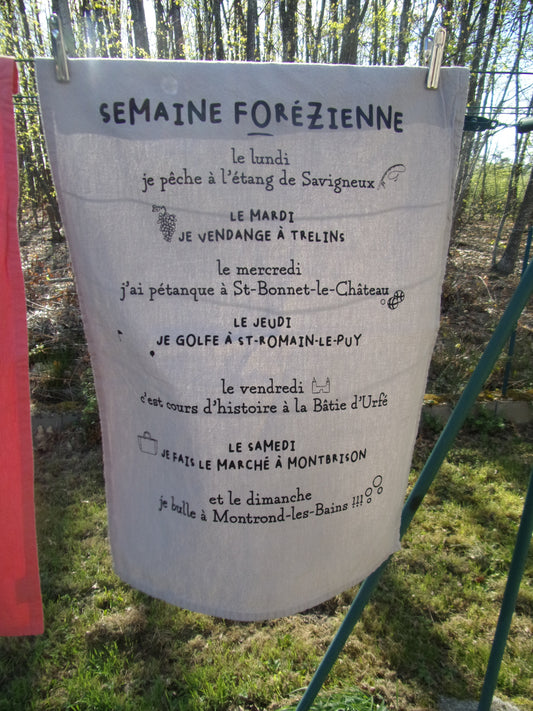 SEMAINE FORÉZIENNE
le lundi
je pêche à l'étang de Savigneux
LE MARDI
JE VENDANGE À TRELINS
le mercredi
j'ai pétanque à St-Bonnet-le-Château
LE JEUDI
JE GOLFE À ST-ROMAIN-LE-PUY
le vendredi
c'est cours d'histoire à la Bâtie d'Urfé
LE SAMEDI
JE FAIS LE MARCHÉ À MONTBRISON
et le dimanche
je bulle à Montrond-les-Bains !!!